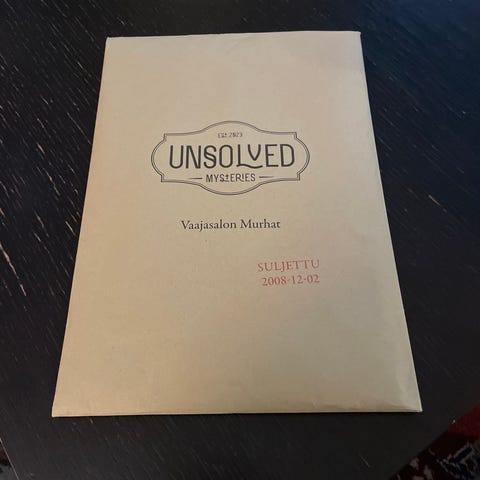 Est. 2023
UNSOLVED
MYSTERIES
Vaajasalon Murhat
SULJETTU
2008-12-02